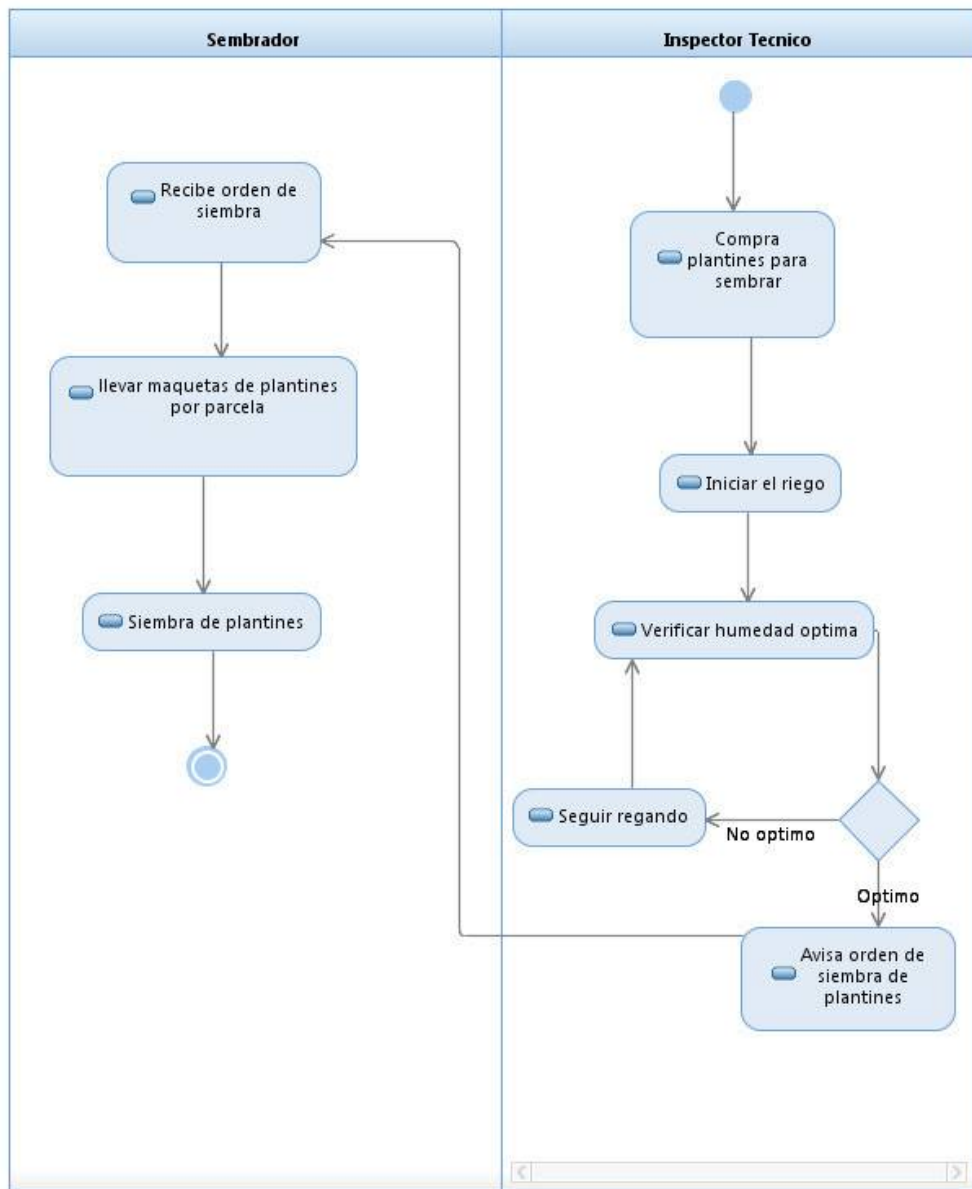 Sembrador
Inspector Tecnico
Recibe orden de
siembra
llevar maquetas de plantines
por parcela
Siembra de plantines
Compra
plantines para
sembrar
Iniciar el riego
Verificar humedad optima
Seguir regando
No optimo
Optimo
Avisa orden de
siembra de
plantines